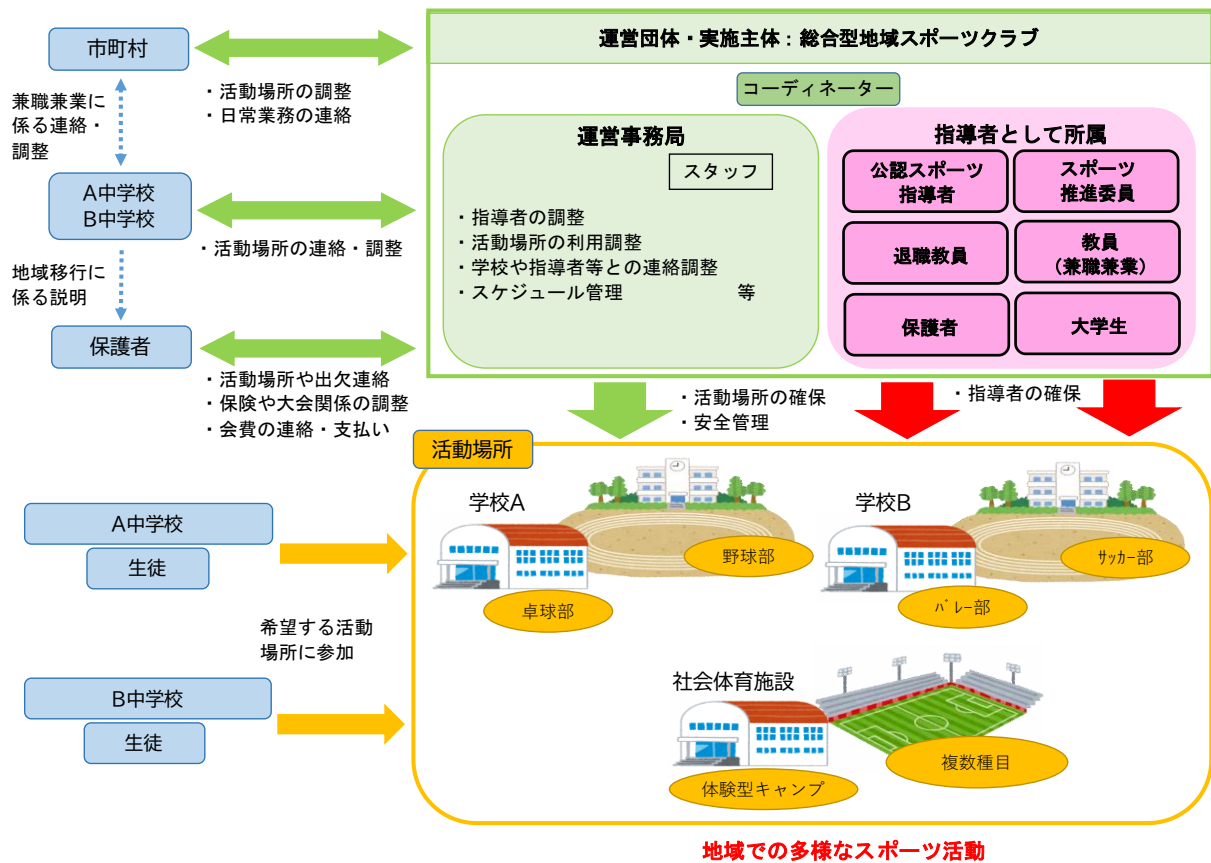 運営団体・実施主体：総合型地域スポーツクラブ
市町村
・活動場所の調整
・日常業務の連絡
兼職兼業に
係る連絡・
調整
A中学校
B中学校
・活動場所の連絡・調整
地域移行に
係る説明
保護者
・活動場所や出欠連絡
・保険や大会関係の調整
・会費の連絡・支払い
コーディネーター
運営事務局
スタッフ
・指導者の調整
・活動場所の利用調整
・学校や指導者等との連絡調整
・スケジュール管理　　　　　等
指導者として所属
公認スポーツ
指導者
スポーツ
推進委員
退職教員
教員
（兼職兼業）
保護者
大学生
・活動場所の確保
・安全管理
・指導者の確保
活動場所
学校A
野球部
卓球部
学校B
ｻｯｶｰ部
ﾊﾞﾚｰ部
A中学校
生徒
希望する活動
場所に参加
B中学校
生徒
社会体育施設
複数種目
体験型キャンプ
地域での多様なスポーツ活動